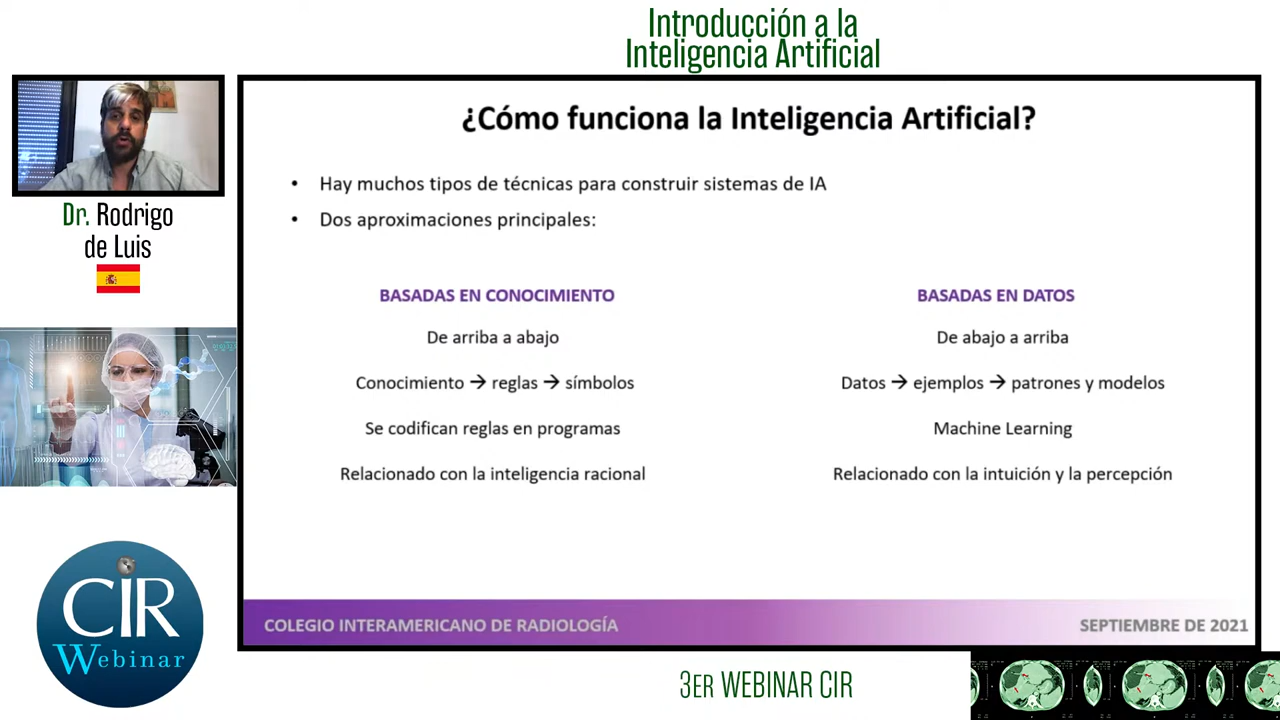 Introducción a la
Inteligencia Artificial
Dr. Rodrigo
de Luis
¿Cómo funciona la Inteligencia Artificial?
• Hay muchos tipos de técnicas para construir sistemas de IA
• Dos aproximaciones principales:
BASADAS EN CONOCIMIENTO
De arriba a abajo
Conocimiento → reglas → símbolos
Se codifican reglas en programas
Relacionado con la inteligencia racional
BASADAS EN DATOS
De abajo a arriba
Datos → ejemplos → patrones y modelos
Machine Learning
Relacionado con la intuición y la percepción
COLEGIO INTERAMERICANO DE RADIOLOGÍA
SEPTIEMBRE DE 2021
CIR
Webinar
3ER WEBINAR CIR